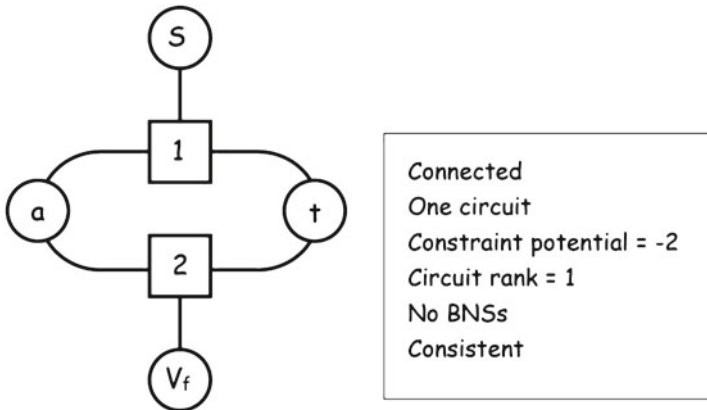 S
1
a
t
2
Vf
Connected
One circuit
Constraint potential = -2
Circuit rank = 1
No BNSs
Consistent